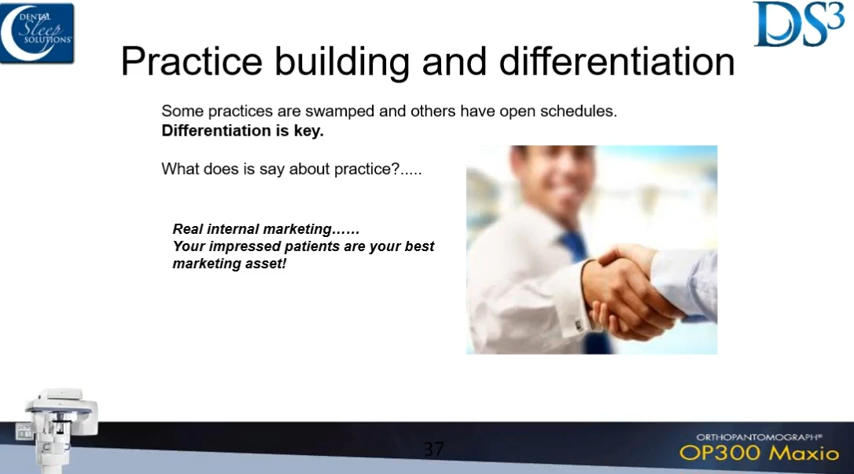 DENTAL
Sleep
SOLUTIONS
DS3
Practice building and differentiation
Some practices are swamped and others have open schedules.
Differentiation is key.
What does is say about practice?.....
Real internal marketing……
Your impressed patients are your best
marketing asset!
37
ORTHOPANTOMOGRAPH®
OP300 Maxio